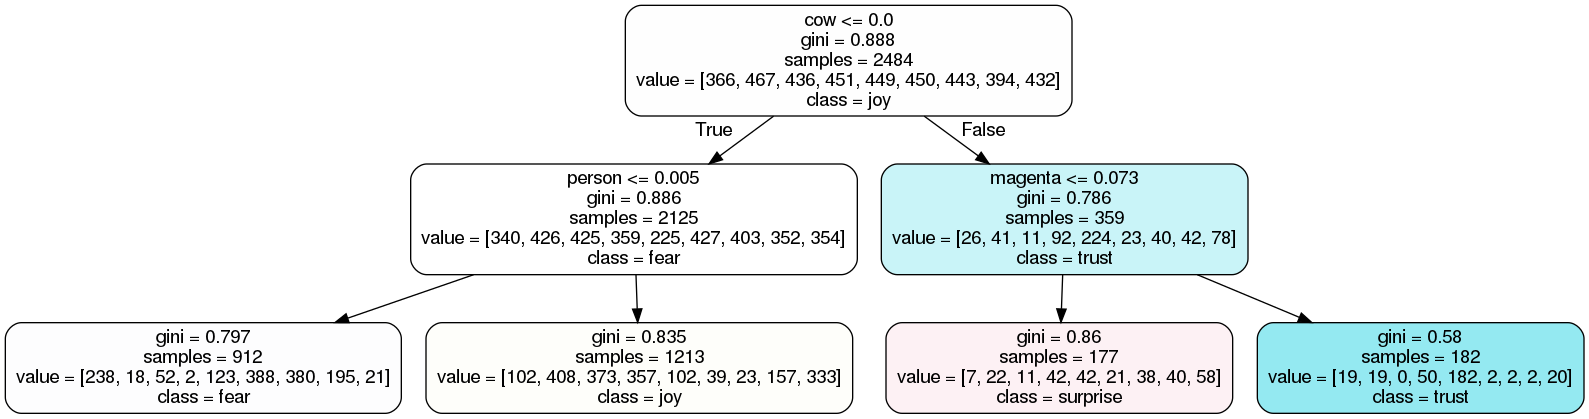 cow <= 0.0
gini = 0.888
samples = 2484
value = [366, 467, 436, 451, 449, 450, 443, 394, 432]
class = joy
True
False
person <= 0.005
gini = 0.886
samples = 2125
value = [340, 426, 425, 359, 225, 427, 403, 352, 354]
class = fear
magenta <= 0.073
gini = 0.786
samples = 359
value = [26, 41, 11, 92, 224, 23, 40, 42, 78]
class = trust
gini = 0.797
samples = 912
value = [238, 18, 52, 2, 123, 388, 380, 195, 21]
class = fear
gini = 0.835
samples = 1213
value = [102, 408, 373, 357, 102, 39, 23, 157, 333]
class = joy
gini = 0.86
samples = 177
value = [7, 22, 11, 42, 42, 21, 38, 40, 58]
class = surprise
gini = 0.58
samples = 182
value = [19, 19, 0, 50, 182, 2, 2, 2, 20]
class = trust